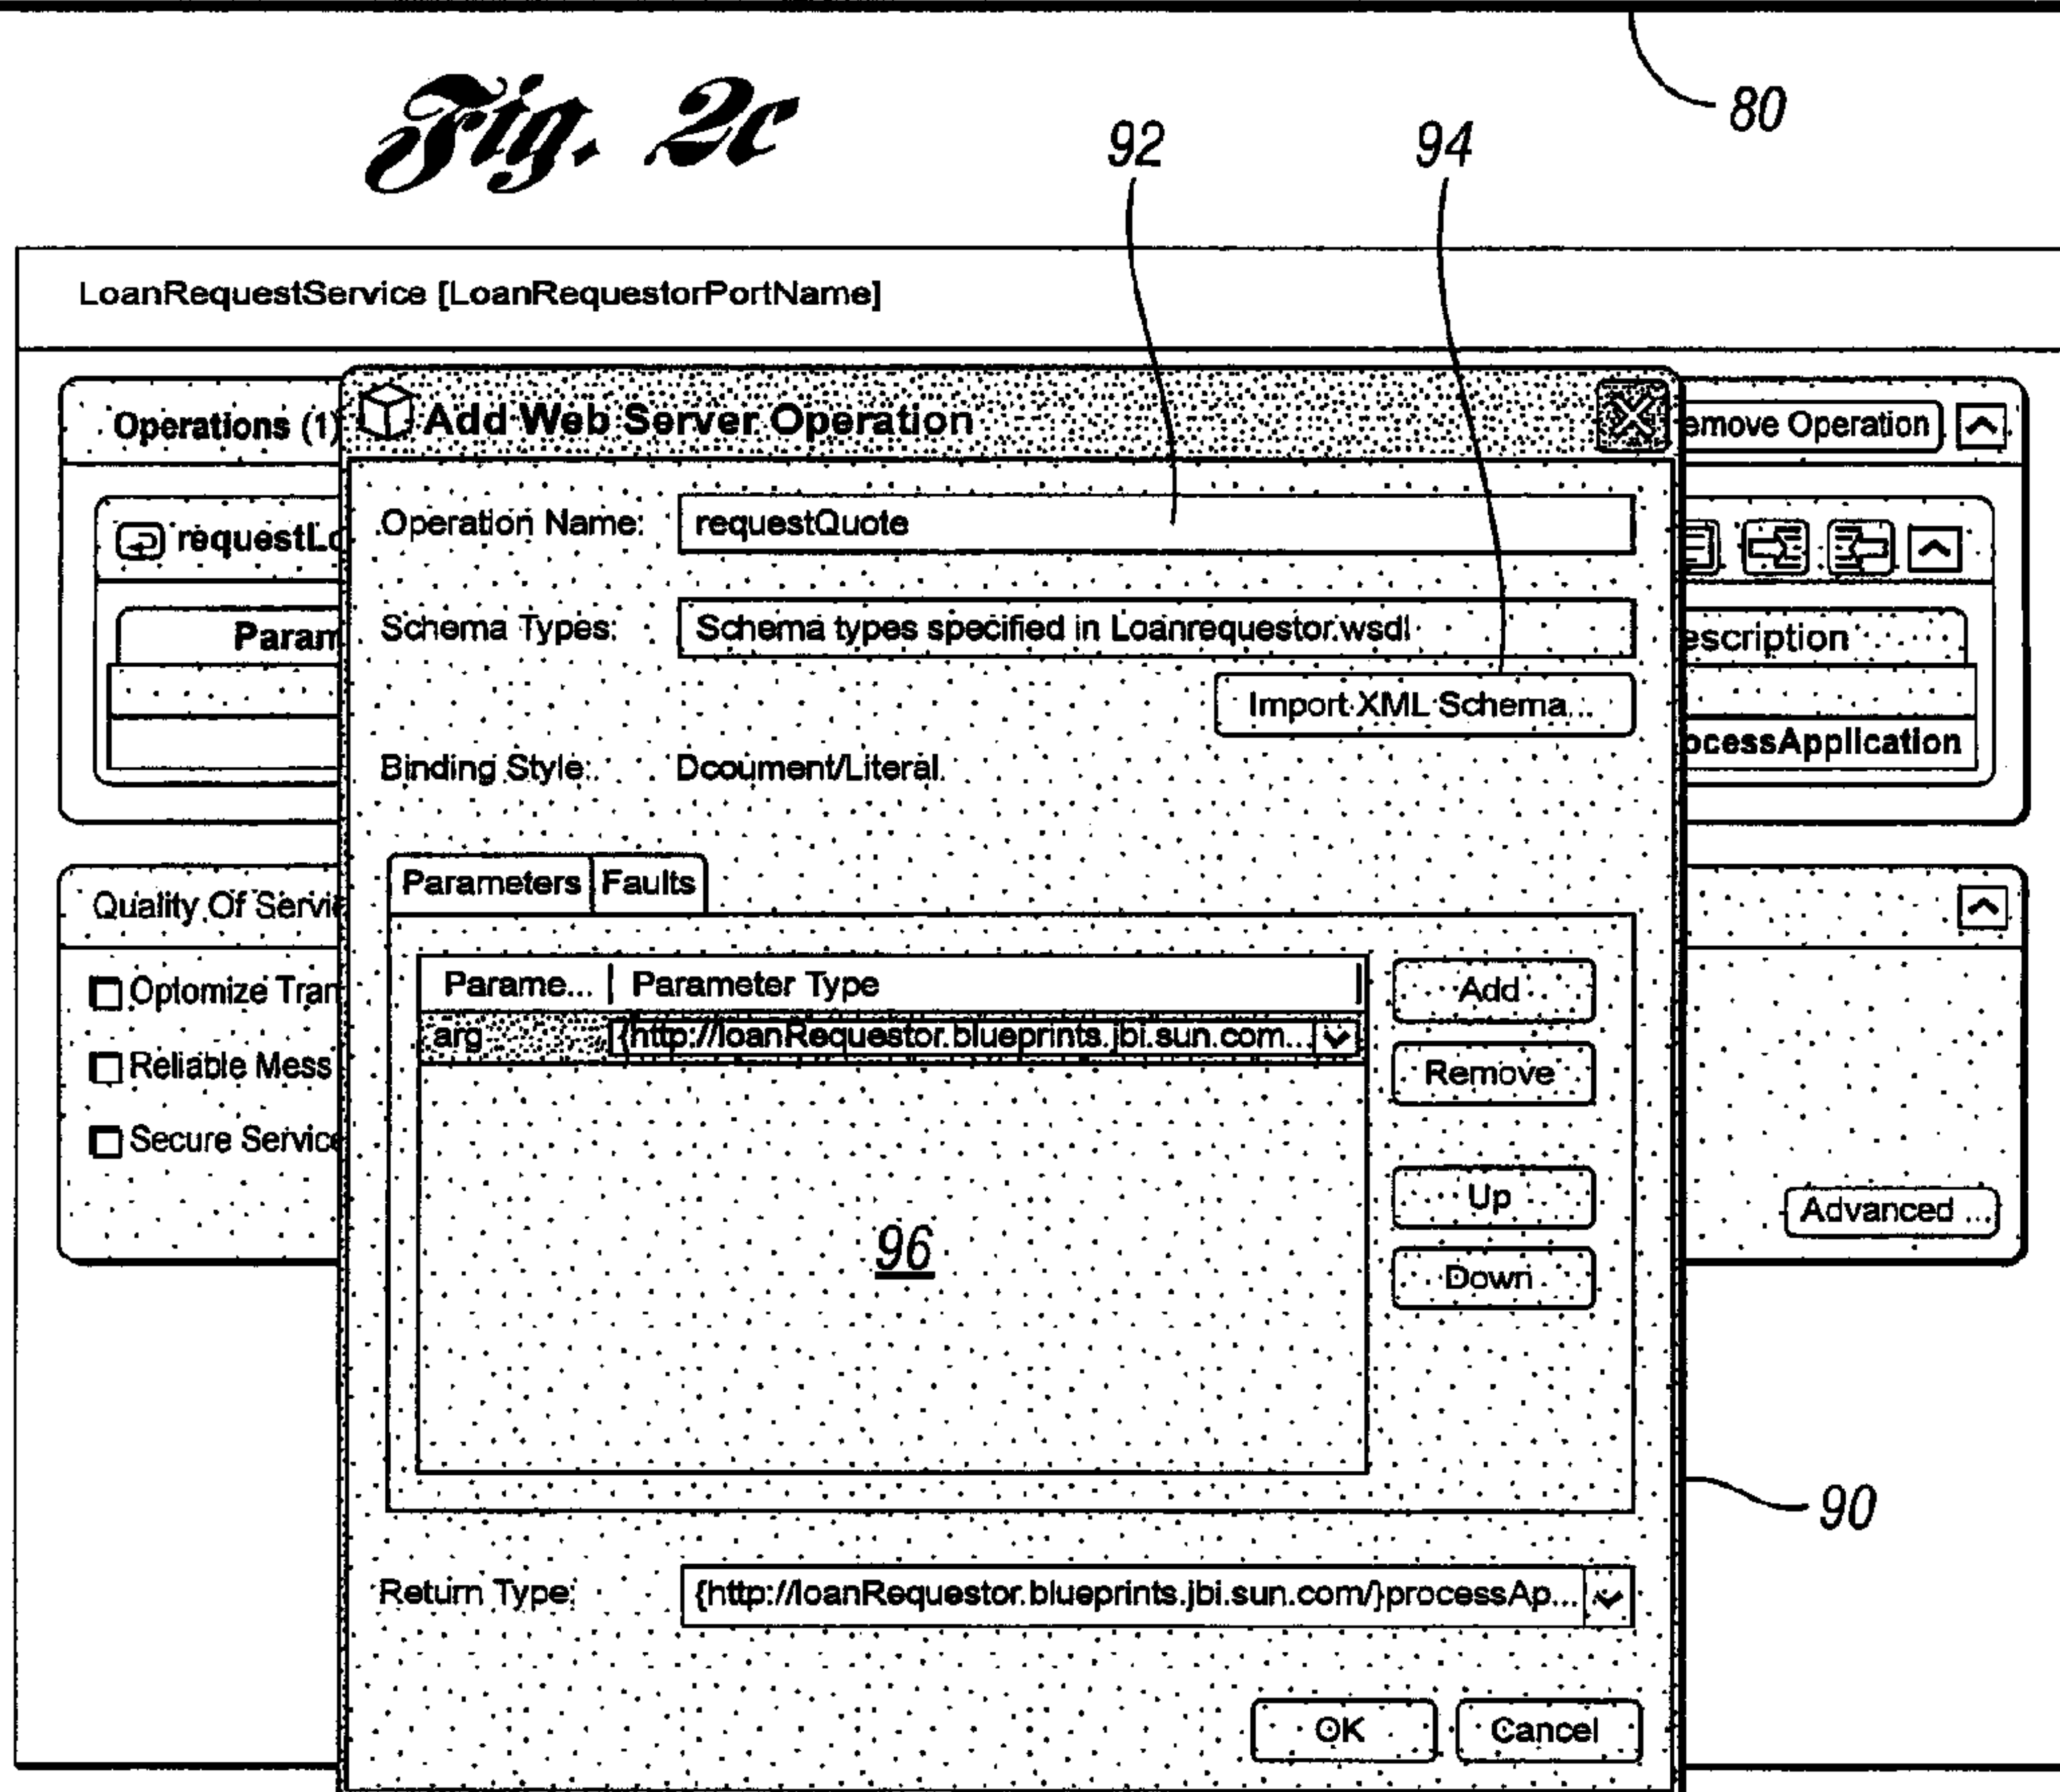 80
Fig. 2c
92
94
LoanRequestService [LoanRequestorPortName]
Operations (1)
Add Web Server Operation
emove Operation
requestLo
Operation Name:
requestQuote
Param
Schema Types:
Schema types specified in Loanrequestor.wsdl
escription
Import XML Schema...
Binding Style:
Dcoument/Literal
ocessApplication
Parameters
Faults
Quality Of Servic
Optomize Tran
Parame...
Parameter Type
Add
arg
{http://loanRequestor.blueprints.jbi.sun.com...
Reliable Mess
Remove
Secure Service
Up
Advanced ...
96
Down
90
Return Type:
{http://loanRequestor.blueprints.jbi.sun.com/}processAp...
OK
Cancel